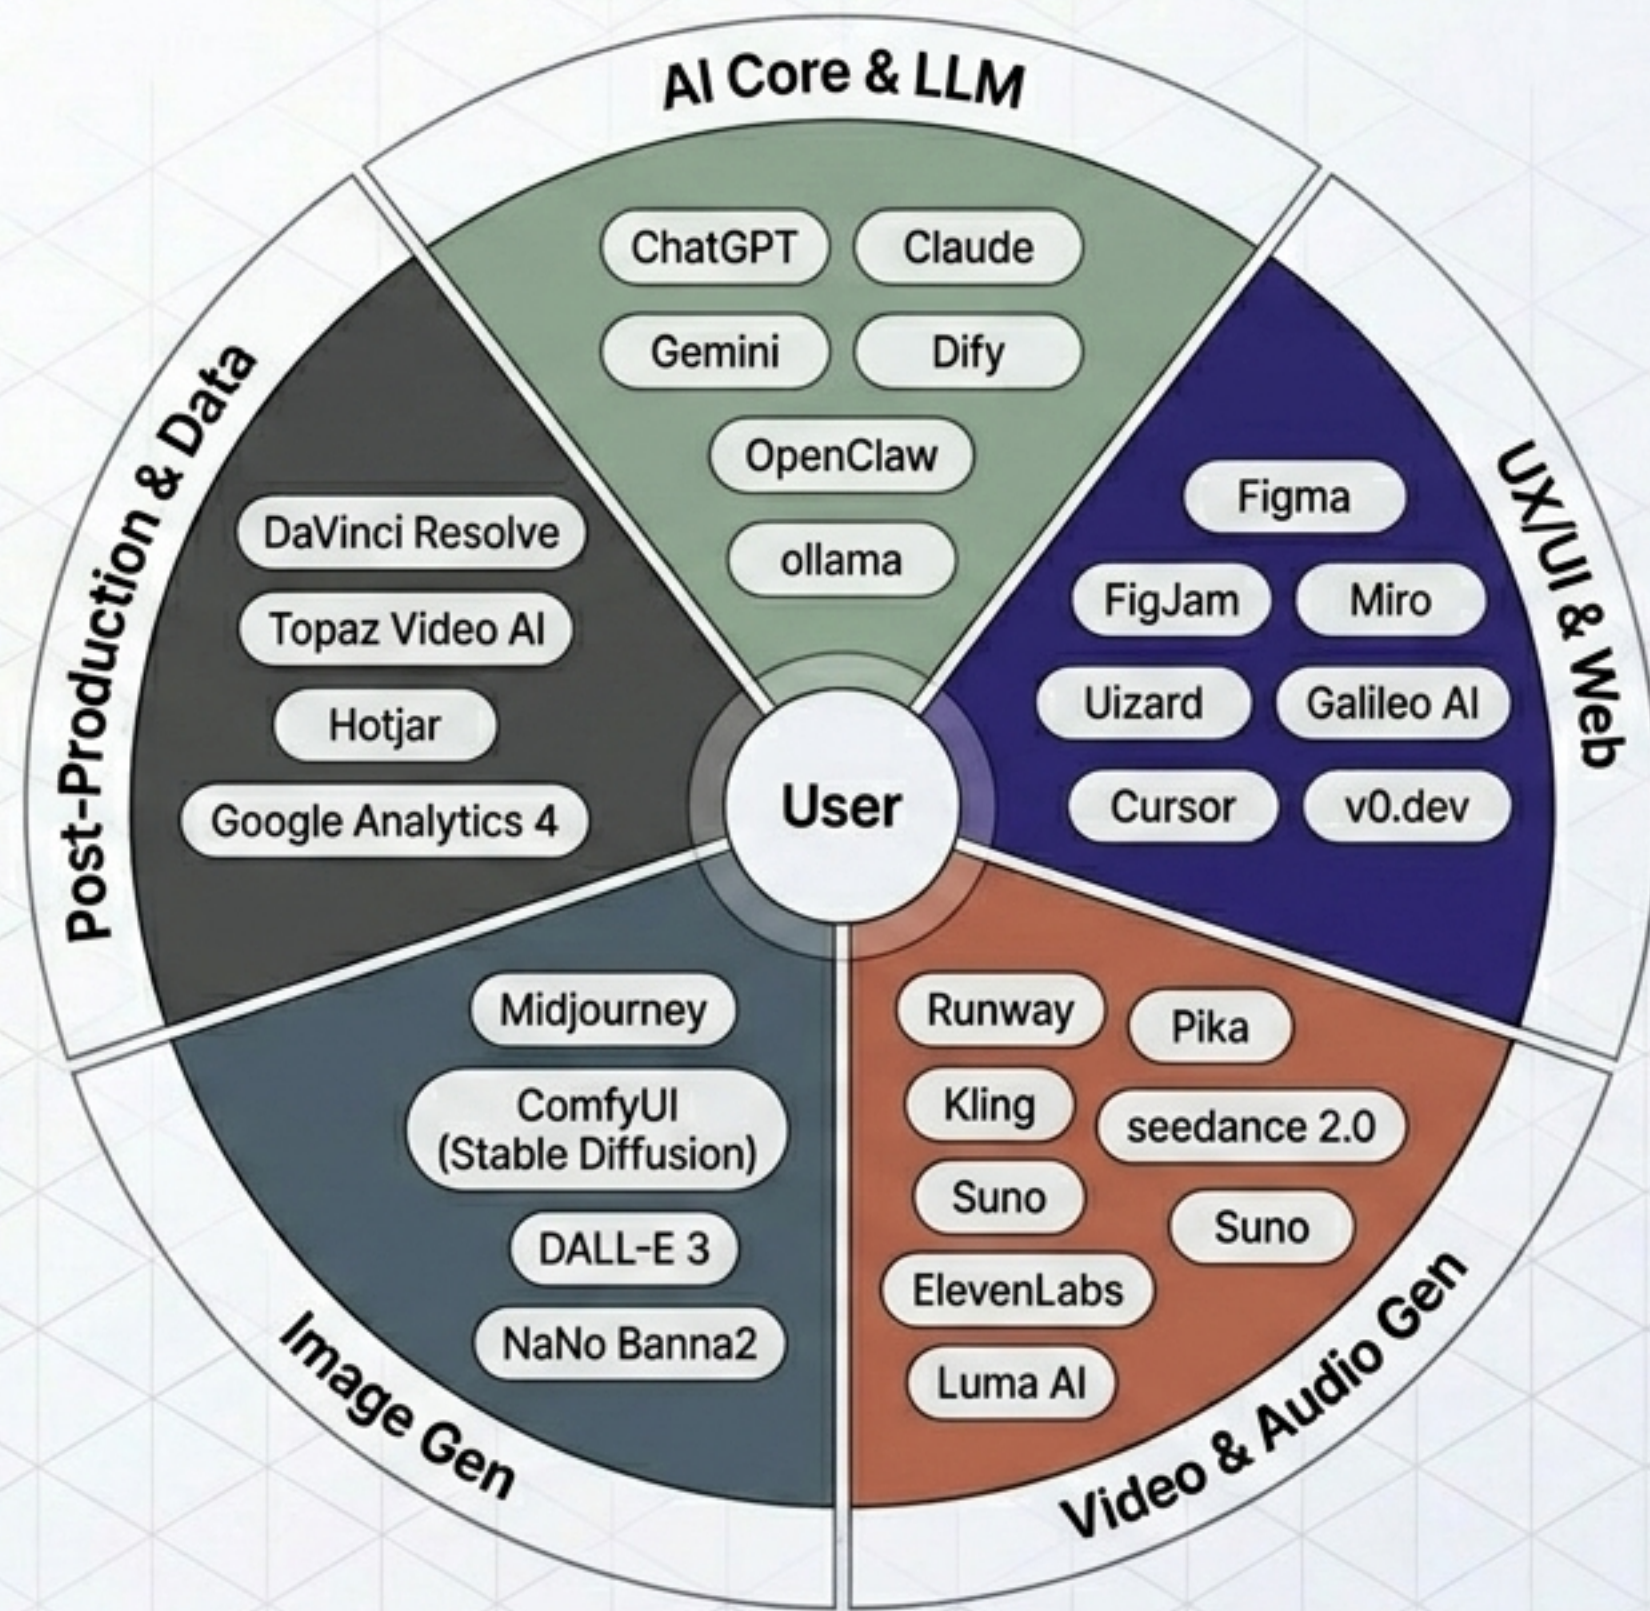 AI Core & LLM
ChatGPT
Claude
Gemini
Dify
OpenClaw
ollama
UX/UI & Web
Figma
FigJam
Miro
Uizard
Galileo AI
Cursor
v0.dev
Post-Production & Data
DaVinci Resolve
Topaz Video AI
Hotjar
Google Analytics 4
User
Image Gen
Midjourney
ComfyUI
(Stable Diffusion)
DALL-E 3
NaNo Banna2
Video & Audio Gen
Runway
Pika
Kling
seedance 2.0
Suno
Suno
ElevenLabs
Luma AI